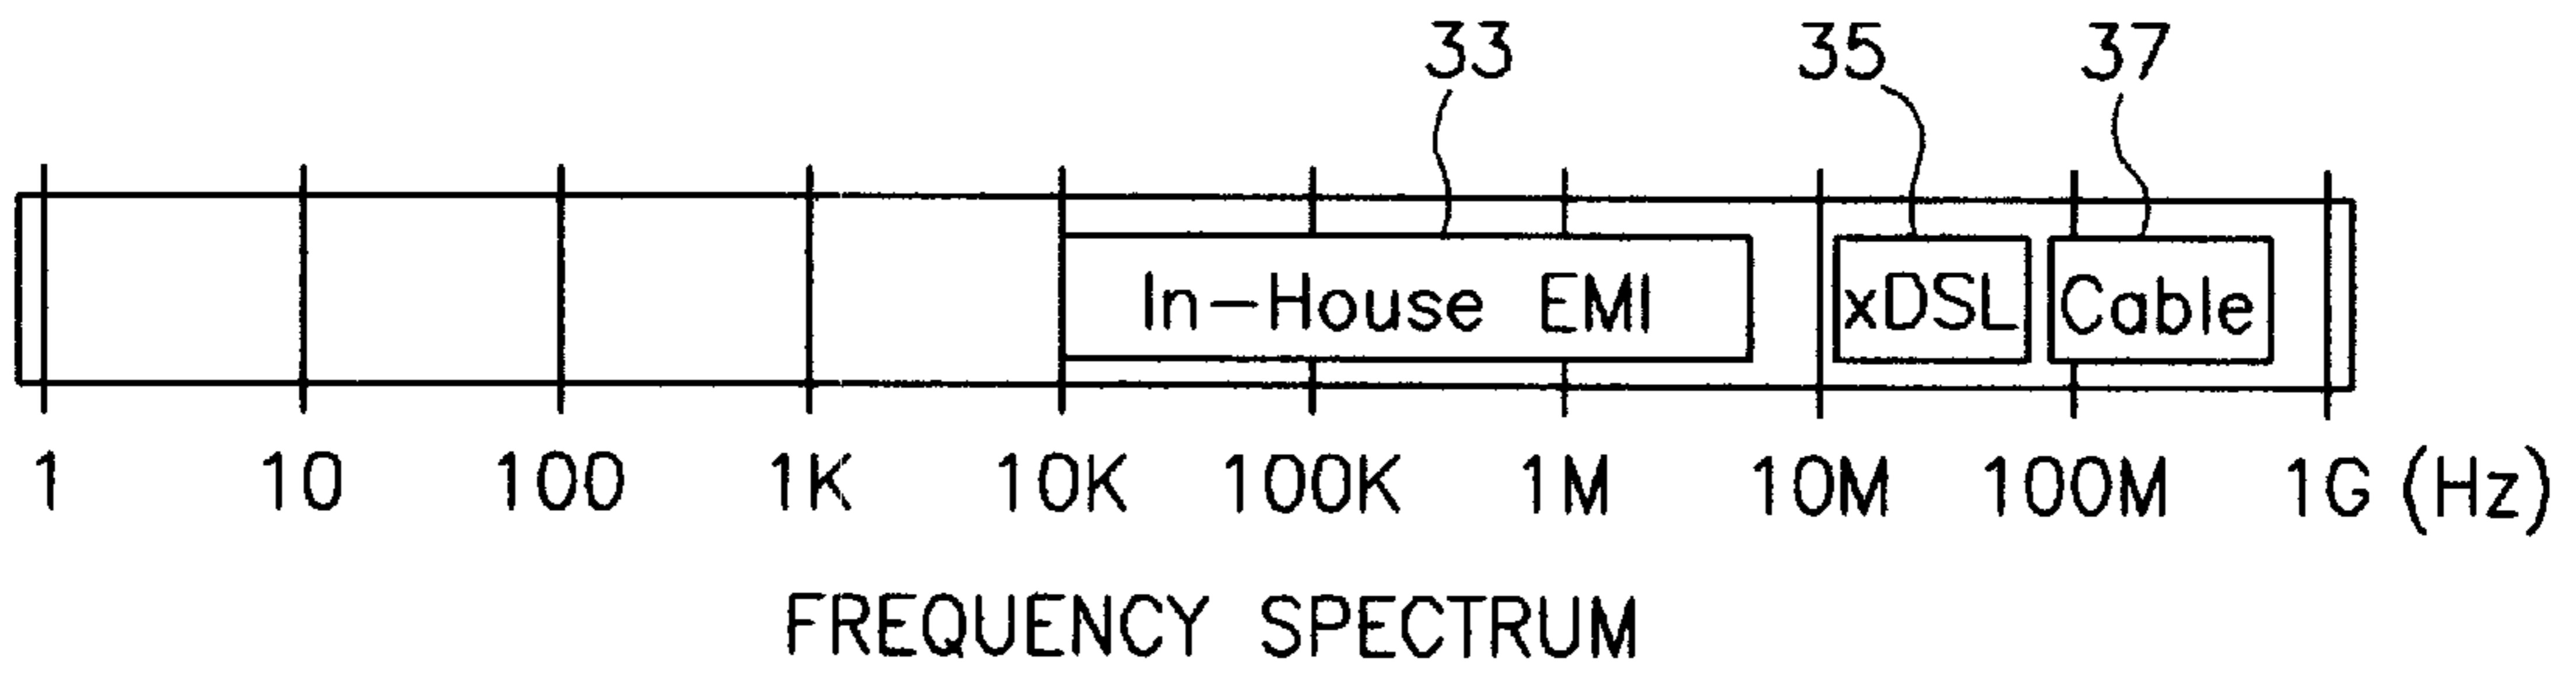 33 35 37
In-House EMI xDSL Cable
1 10 100 1K 10K 100K 1M 10M 100M 1G (Hz)
FREQUENCY SPECTRUM